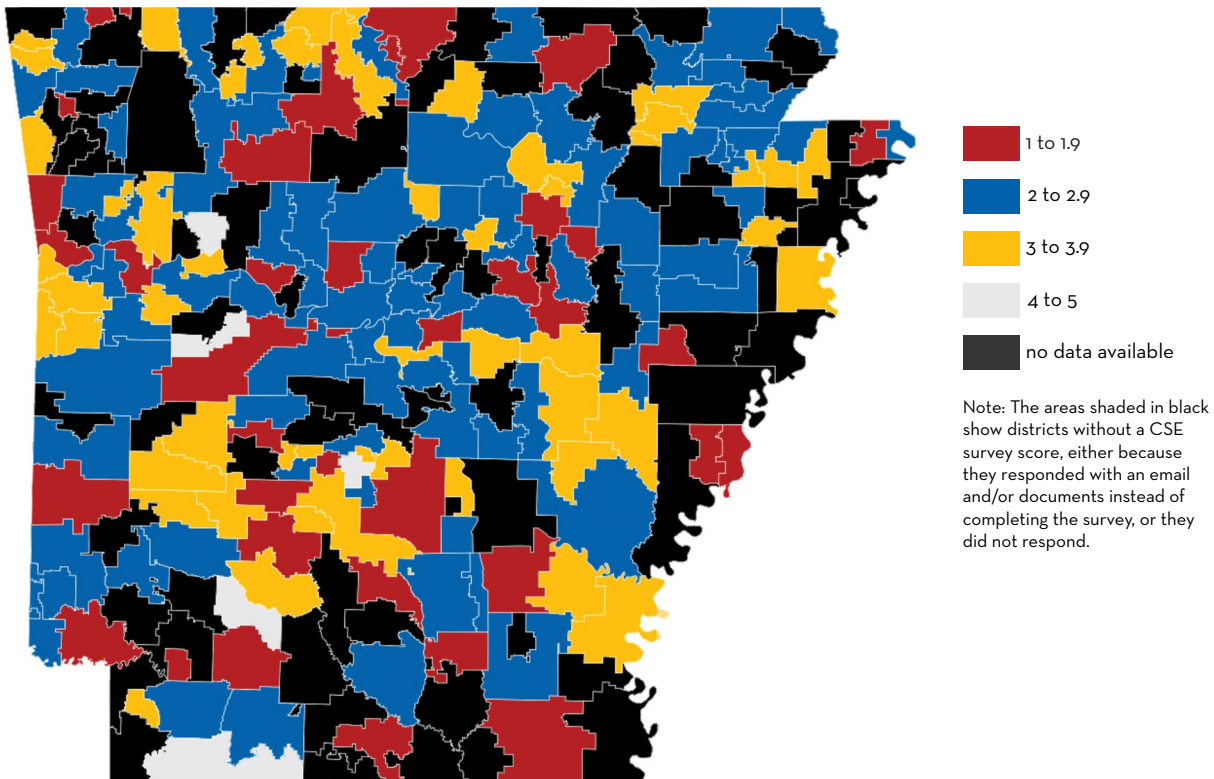 1 to 1.9
2 to 2.9
3 to 3.9
4 to 5
no data available
Note: The areas shaded in black
show districts without a CSE
survey score, either because
they responded with an email
and/or documents instead of
completing the survey, or they
did not respond.